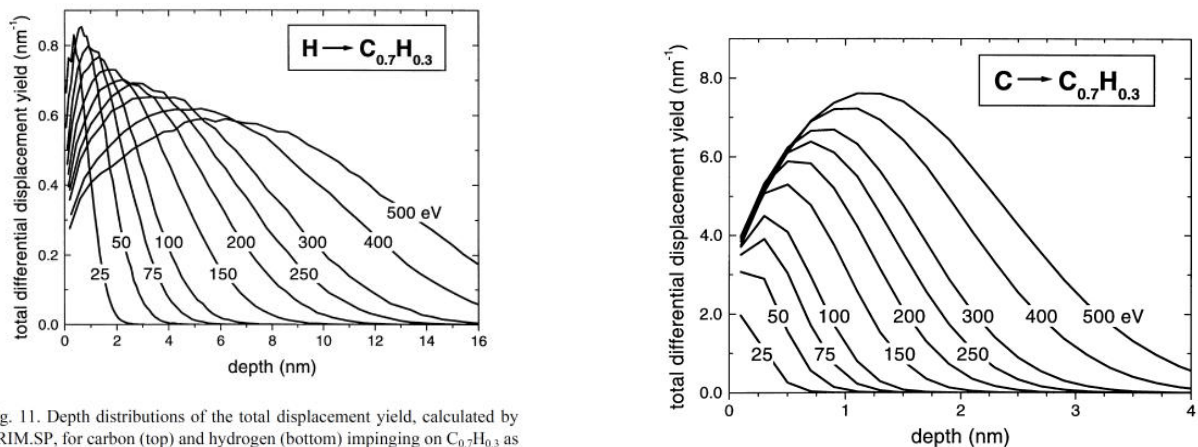 total differential displacement yield (nm⁻¹)
0.8
0.6
0.4
0.2
0.0
H → C₀.₇H₀.₃
500 eV
50 100 200 300 400
25 75 150 250
0 2 4 6 8 10 12 14 16
depth (nm)
g. 11. Depth distributions of the total displacement yield, calculated by
RIM.SP, for carbon (top) and hydrogen (bottom) impinging on C₀.₇H₀.₃ as
total differential displacement yield (nm⁻¹)
8.0
6.0
4.0
2.0
0.0
C → C₀.₇H₀.₃
50 100 200 300 400 500 eV
25 75 150 250
0 1 2 3 4
depth (nm)